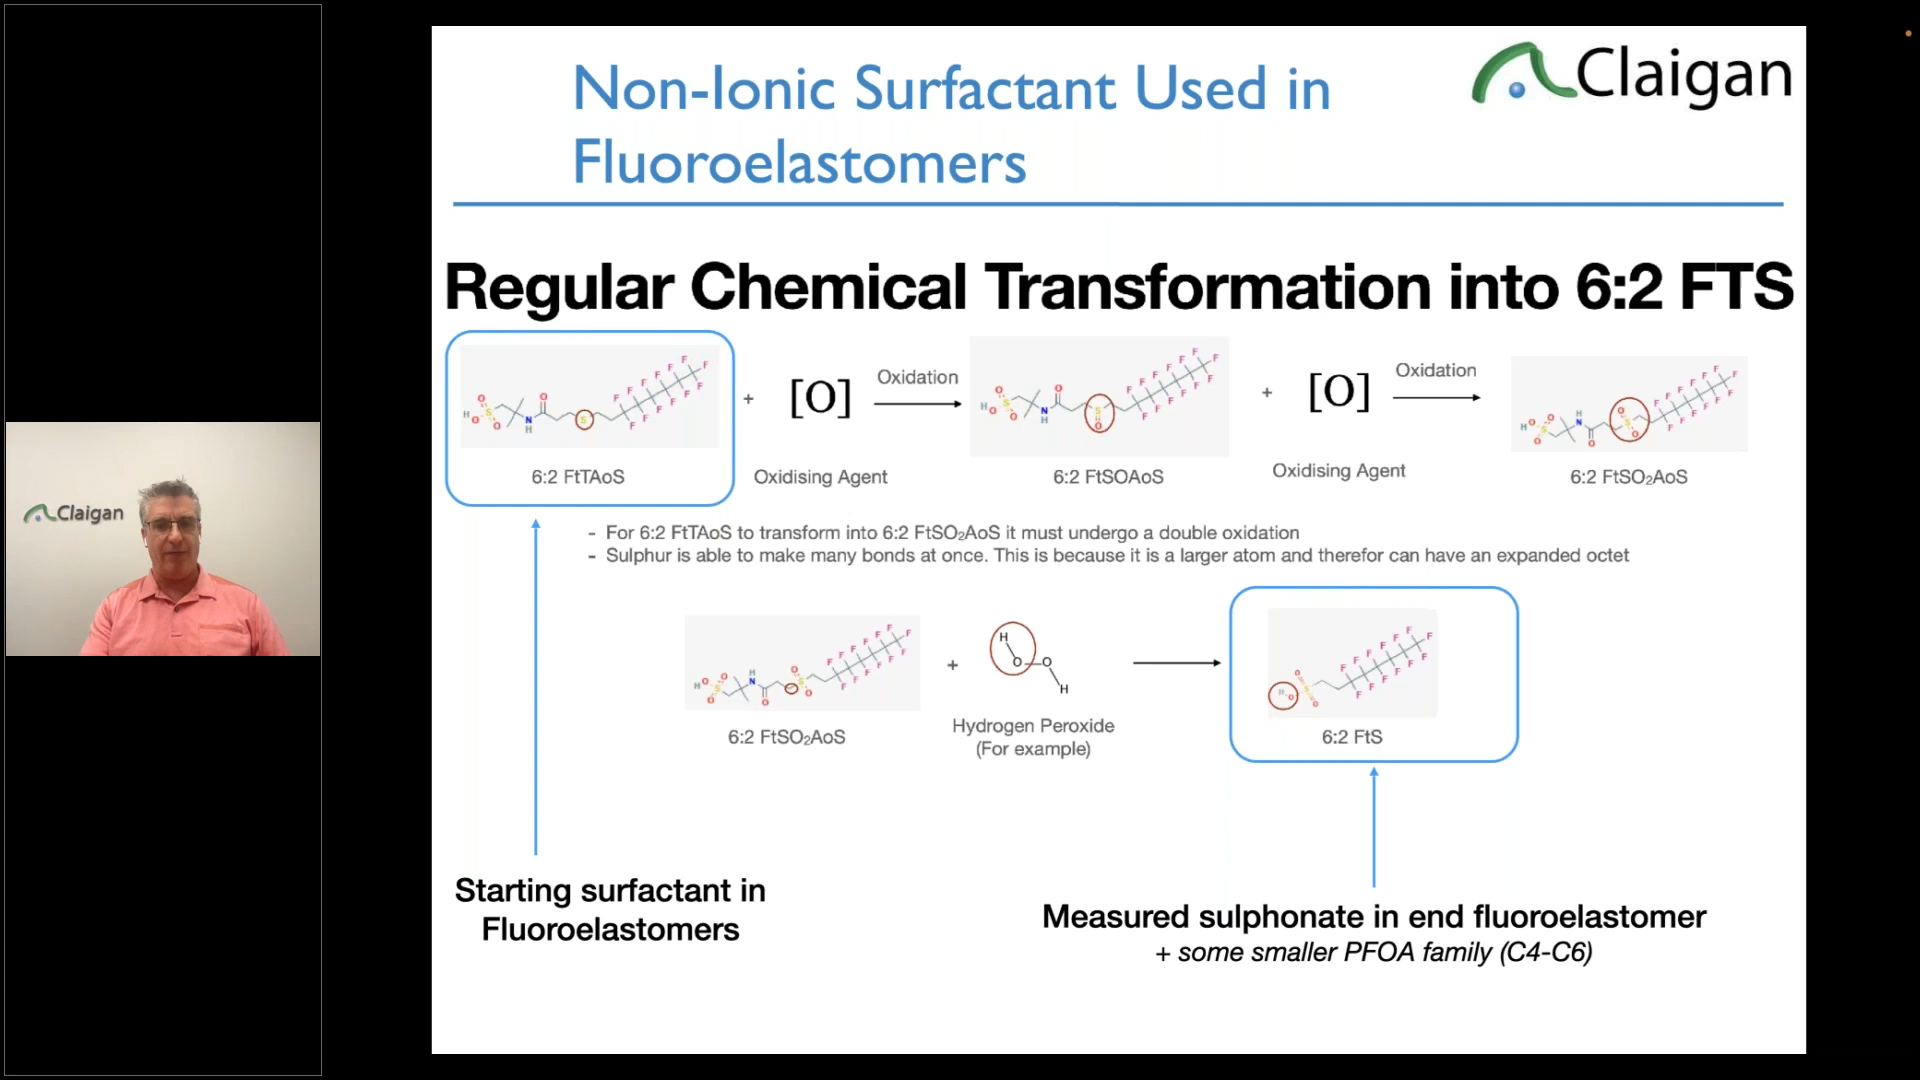 Non-Ionic Surfactant Used in
Fluoroelastomers
Claigan
Regular Chemical Transformation into 6:2 FTS
+
[O]
Oxidation
+
[O]
Oxidation
6:2 FtTAoS
Oxidising Agent
6:2 FtSOAoS
Oxidising Agent
6:2 FtSO₂AoS
- For 6:2 FtTAoS to transform into 6:2 FtSO₂AoS it must undergo a double oxidation
- Sulphur is able to make many bonds at once. This is because it is a larger atom and therefor can have an expanded octet
Claigan
+
H
O
O
H
6:2 FtSO₂AoS
Hydrogen Peroxide
(For example)
6:2 FtS
Starting surfactant in
Fluoroelastomers
Measured sulphonate in end fluoroelastomer
+ some smaller PFOA family (C4-C6)